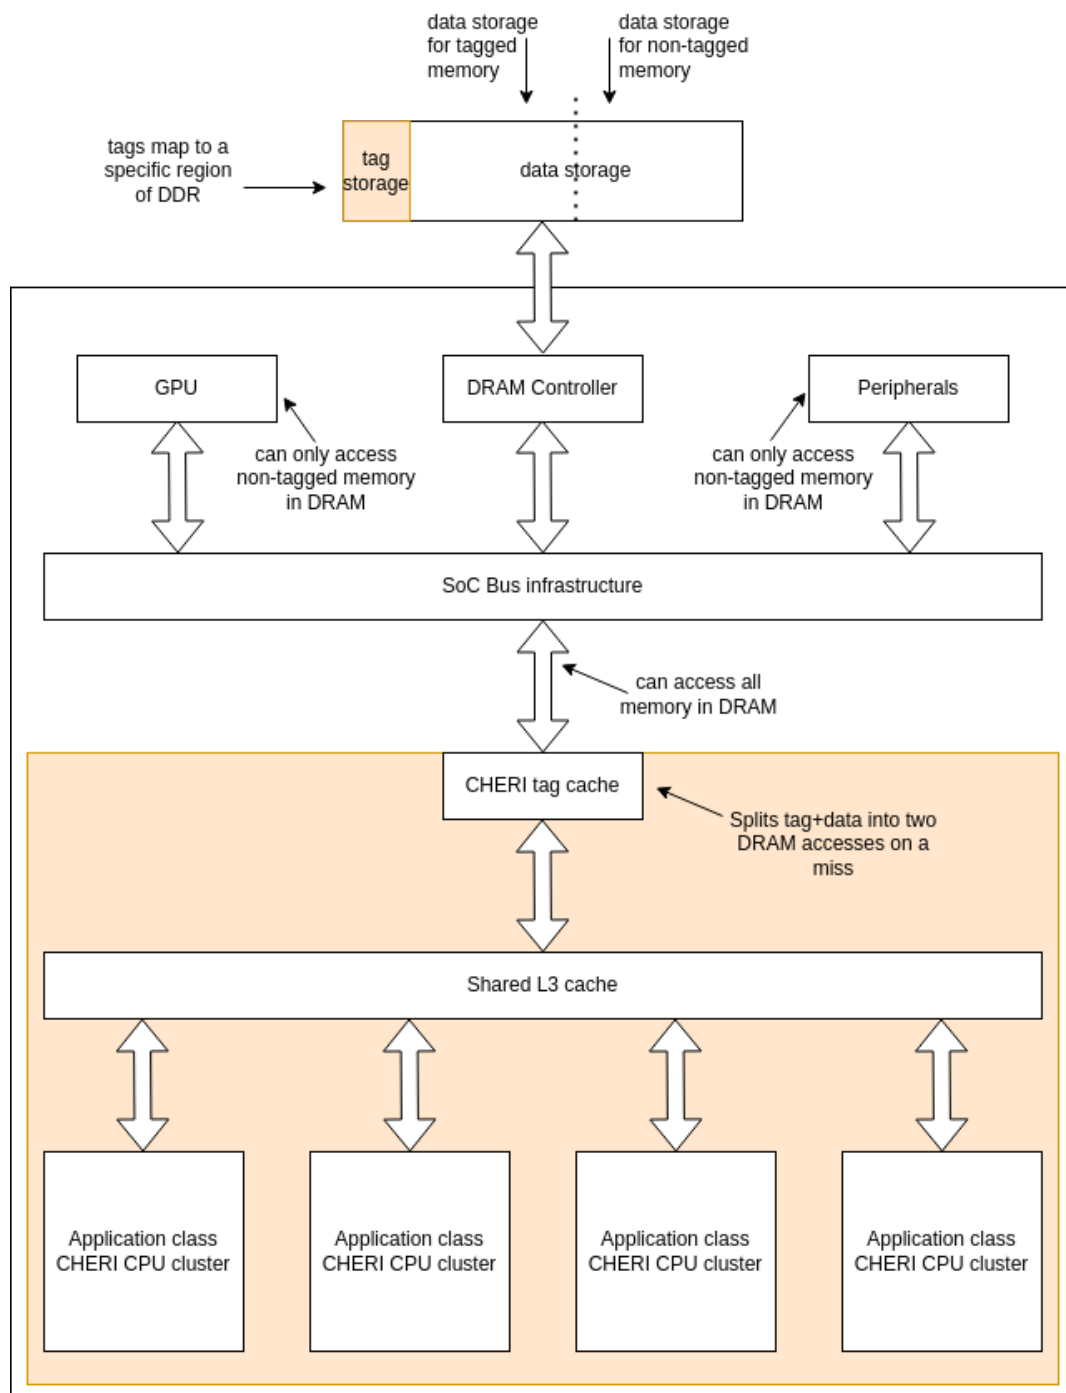 data storage
for tagged
memory
data storage
for non-tagged
memory
tags map to a
specific region
of DDR
tag
storage
data storage
GPU
DRAM Controller
Peripherals
can only access
non-tagged memory
in DRAM
can only access
non-tagged memory
in DRAM
SoC Bus infrastructure
can access all
memory in DRAM
CHERI tag cache
Splits tag+data into two
DRAM accesses on a
miss
Shared L3 cache
Application class
CHERI CPU cluster
Application class
CHERI CPU cluster
Application class
CHERI CPU cluster
Application class
CHERI CPU cluster